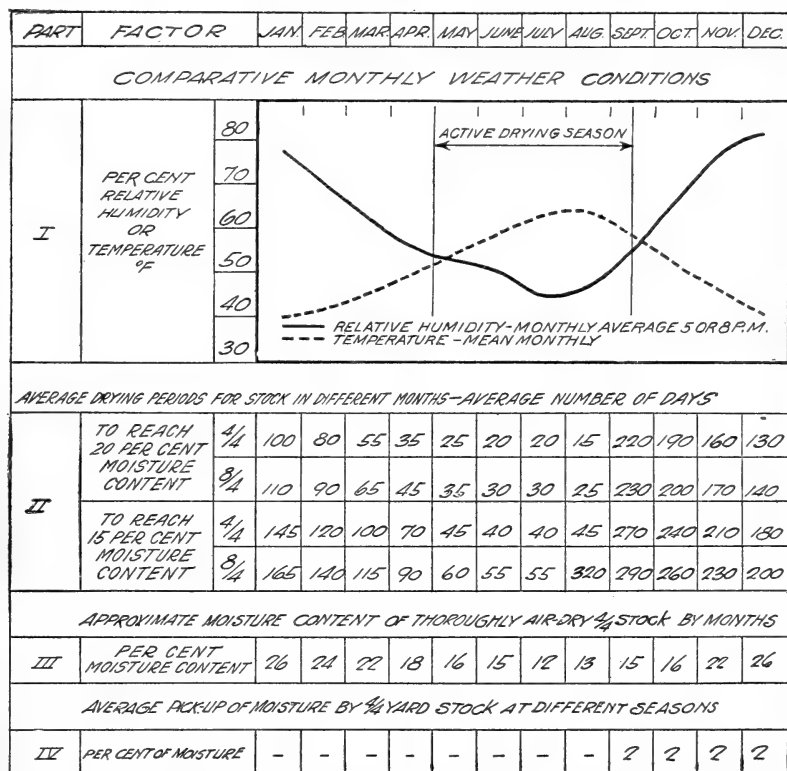 PART FACTOR JAN. FEB. MAR. APR. MAY JUNE JULY AUG. SEPT. OCT. NOV. DEC.
COMPARATIVE MONTHLY WEATHER CONDITIONS
I
PER CENT
RELATIVE
HUMIDITY
OR
TEMPERATURE
°F
80
70
60
50
40
30
ACTIVE DRYING SEASON
RELATIVE HUMIDITY-MONTHLY AVERAGE 5 OR 8 P.M.
TEMPERATURE-MEAN MONTHLY
AVERAGE DRYING PERIODS FOR STOCK IN DIFFERENT MONTHS-AVERAGE NUMBER OF DAYS
II
TO REACH
20 PER CENT
MOISTURE
CONTENT
4/4 100 80 55 35 25 20 20 15 220 190 160 130
8/4 110 90 65 45 35 30 30 25 230 200 170 140
TO REACH
15 PER CENT
MOISTURE
CONTENT
4/4 145 120 100 70 45 40 40 45 270 240 210 180
8/4 165 140 115 90 60 55 55 320 290 260 230 200
APPROXIMATE MOISTURE CONTENT OF THOROUGHLY AIR-DRY 4/4 STOCK BY MONTHS
III
PER CENT
MOISTURE CONTENT
26 24 22 18 16 15 12 13 15 16 22 26
AVERAGE PICK-UP OF MOISTURE BY 4/4 YARD STOCK AT DIFFERENT SEASONS
IV PER CENT OF MOISTURE - - - - - - - - 2 2 2 2